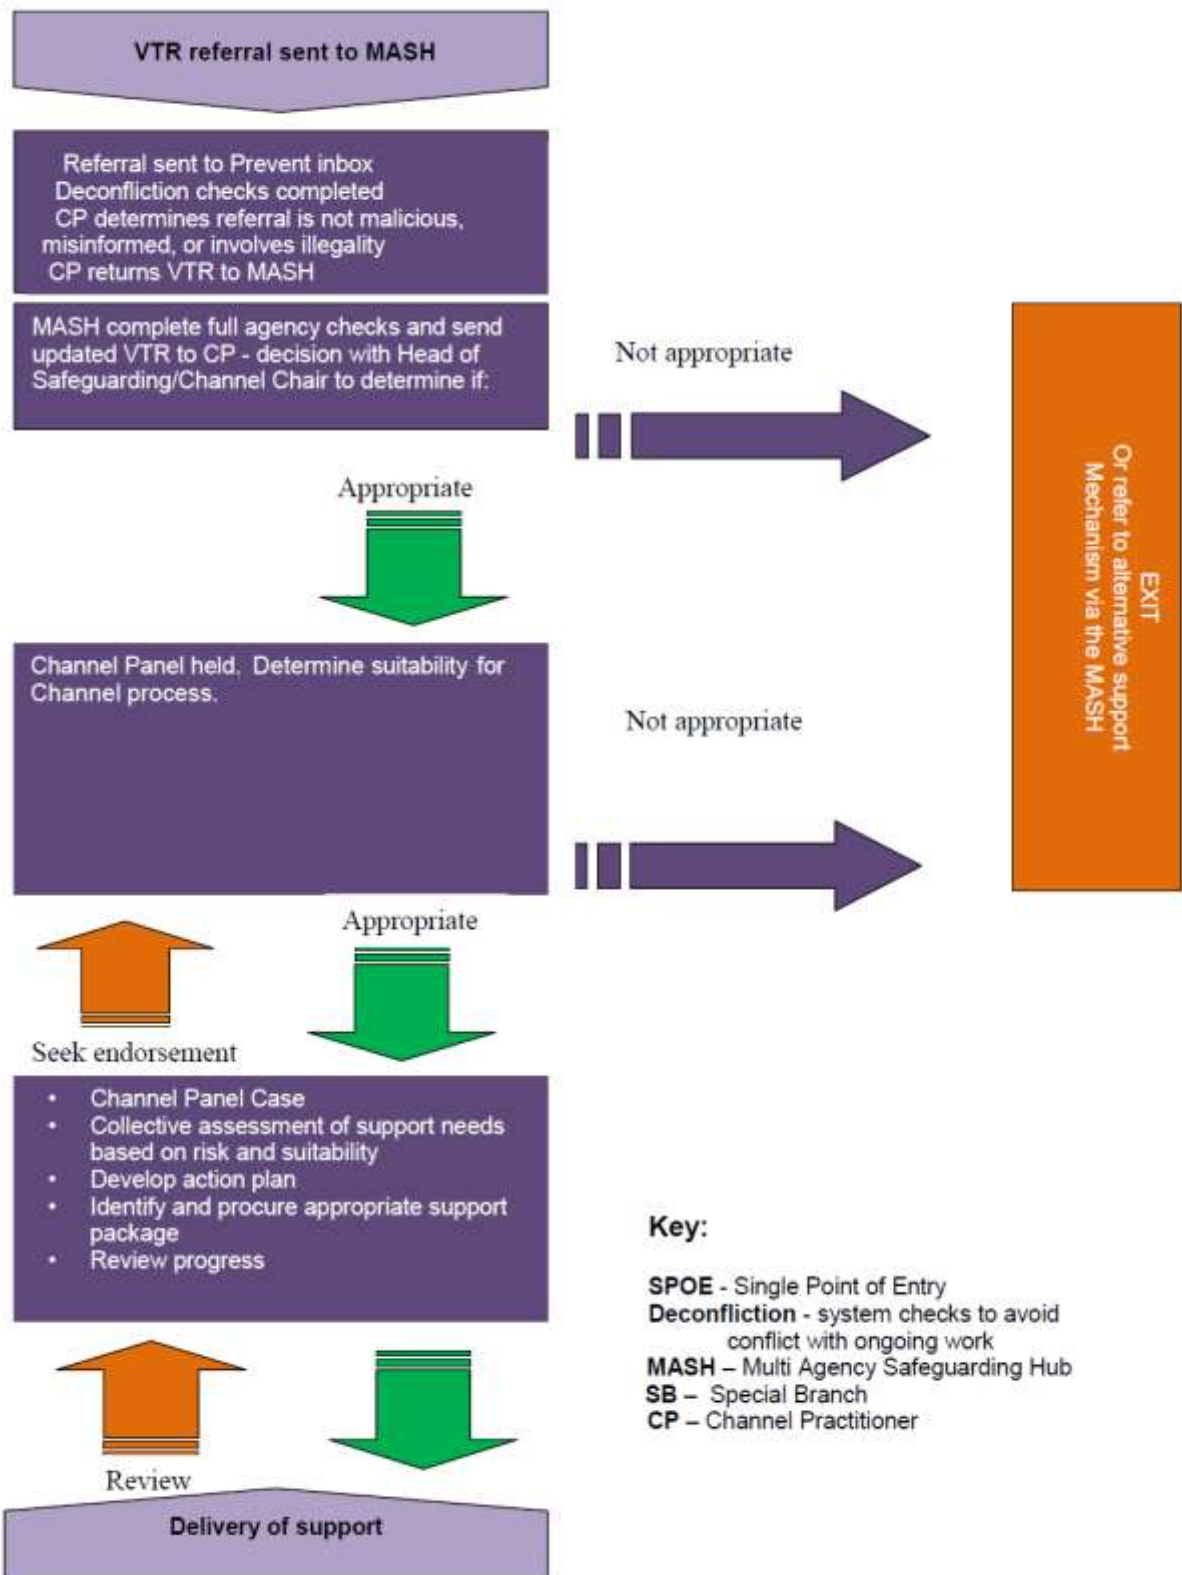 VTR referral sent to MASH
Referral sent to Prevent inbox
Deconfliction checks completed
CP determines referral is not malicious,
misinformed, or involves illegality
CP returns VTR to MASH
MASH complete full agency checks and send
updated VTR to CP - decision with Head of
Safeguarding/Channel Chair to determine if:
Not appropriate
EXIT
Or refer to alternative support
Mechanism via the MASH
Appropriate
Channel Panel held. Determine suitability for
Channel process.
Not appropriate
Appropriate
Seek endorsement
• Channel Panel Case
• Collective assessment of support needs
based on risk and suitability
• Develop action plan
• Identify and procure appropriate support
package
• Review progress
Key:
SPOE - Single Point of Entry
Deconfliction - system checks to avoid
conflict with ongoing work
MASH – Multi Agency Safeguarding Hub
SB – Special Branch
CP – Channel Practitioner
Review
Delivery of support